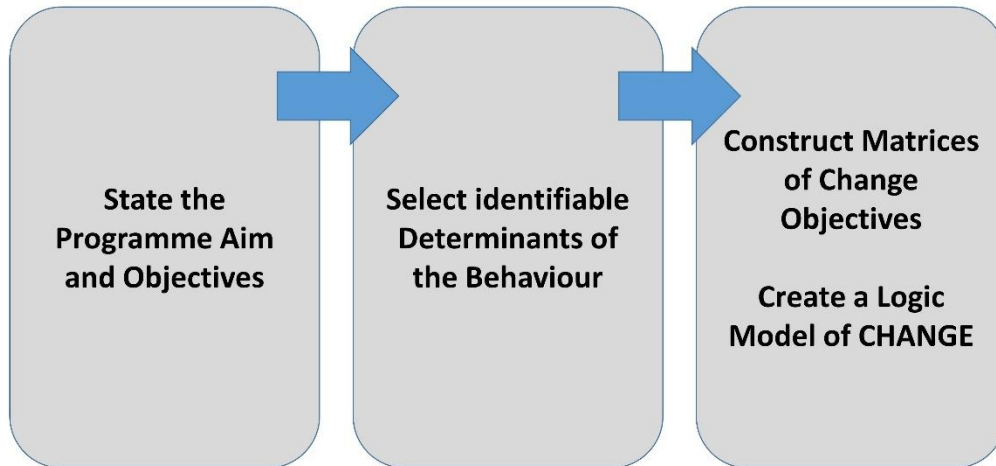 State the
Programme Aim
and Objectives
Select identifiable
Determinants of
the Behaviour
Construct Matrices
of Change
Objectives
Create a Logic
Model of CHANGE